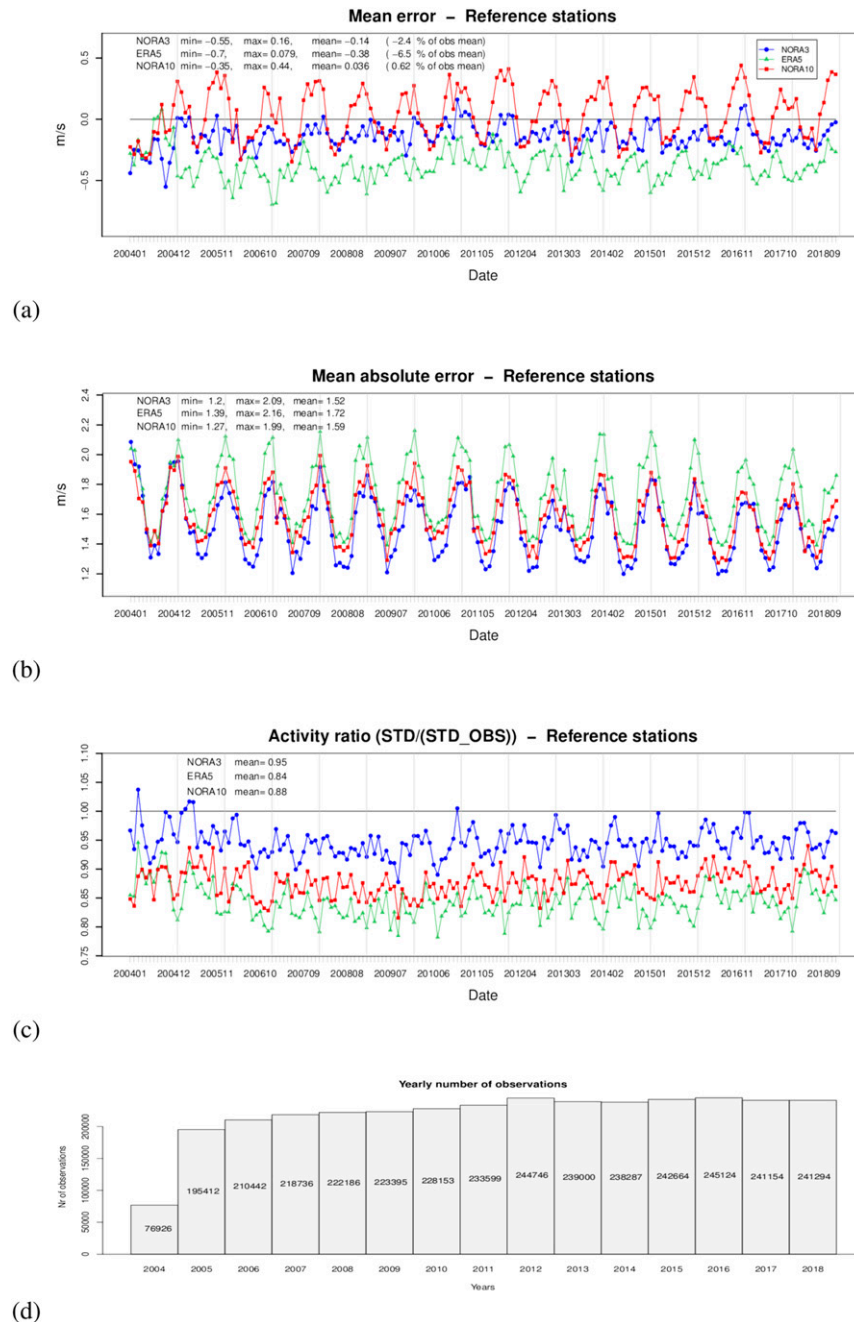 Mean error − Reference stations
NORA3 min= −0.55, max= 0.16, mean= −0.14 ( −2.4 % of obs mean)
ERA5 min= −0.7, max= 0.079, mean= −0.38 ( −6.5 % of obs mean)
NORA10 min= −0.35, max= 0.44, mean= 0.036 ( 0.62 % of obs mean)
NORA3
ERA5
NORA10
m/s
0.5
0.0
−0.5
200401 200412 200511 200610 200709 200808 200907 201006 201105 201204 201303 201402 201501 201512 201611 201710 201809
Date
(a)
Mean absolute error − Reference stations
NORA3 min= 1.2, max= 2.09, mean= 1.52
ERA5 min= 1.39, max= 2.16, mean= 1.72
NORA10 min= 1.27, max= 1.99, mean= 1.59
m/s
2.4
2.2
2.0
1.8
1.6
1.4
1.2
200401 200412 200511 200610 200709 200808 200907 201006 201105 201204 201303 201402 201501 201512 201611 201710 201809
Date
(b)
Activity ratio (STD/(STD_OBS)) − Reference stations
NORA3 mean= 0.95
ERA5 mean= 0.84
NORA10 mean= 0.88
1.10
1.05
1.00
0.95
0.90
0.85
0.80
0.75
200401 200412 200511 200610 200709 200808 200907 201006 201105 201204 201303 201402 201501 201512 201611 201710 201809
Date
(c)
Yearly number of observations
Nr of observations
200000
150000
100000
50000
0
76926 195412 210442 218736 222186 223395 228153 233599 244746 239000 238287 242664 245124 241154 241294
2004 2005 2006 2007 2008 2009 2010 2011 2012 2013 2014 2015 2016 2017 2018
Years
(d)